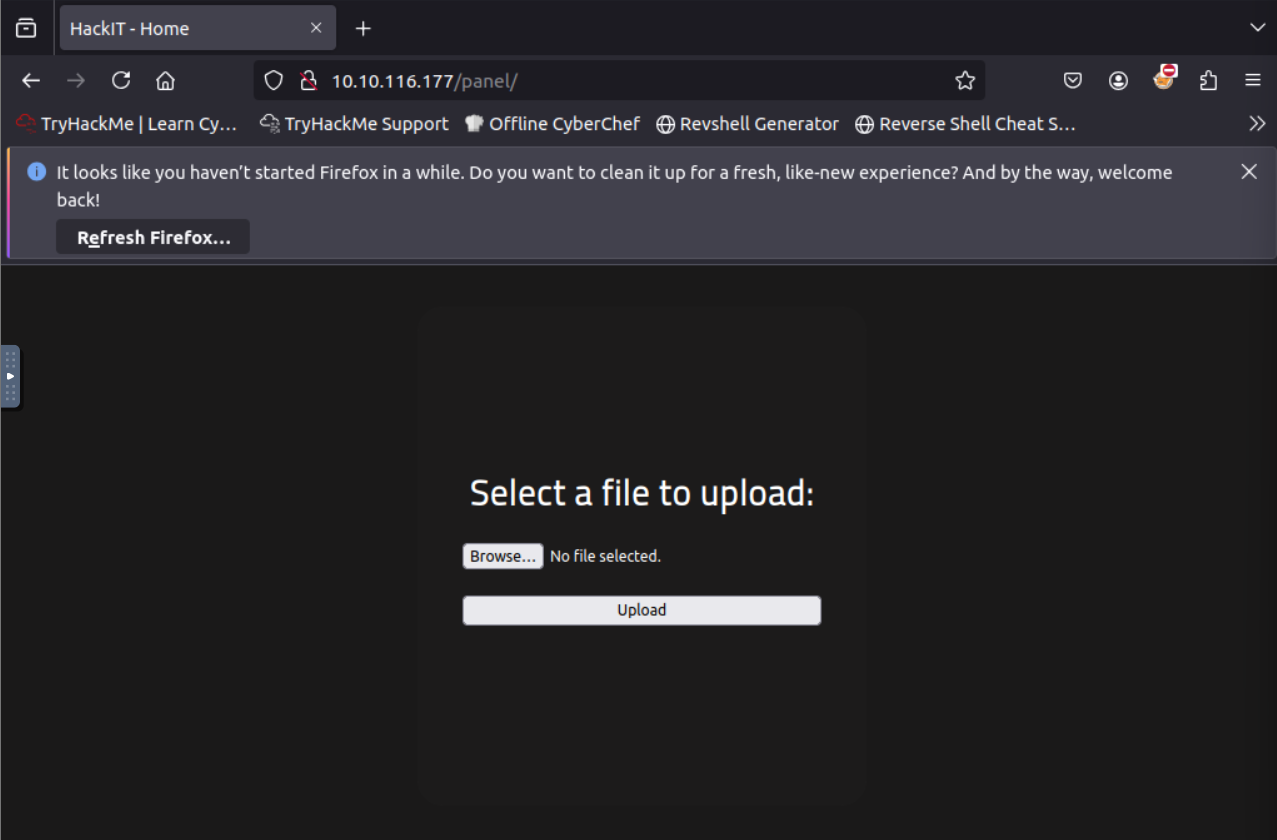 HackIT - Home
10.10.116.177/panel/
TryHackMe | Learn Cy… TryHackMe Support Offline CyberChef Revshell Generator Reverse Shell Cheat S…
It looks like you haven’t started Firefox in a while. Do you want to clean it up for a fresh, like-new experience? And by the way, welcome
back!
Refresh Firefox…
Select a file to upload:
Browse… No file selected.
Upload